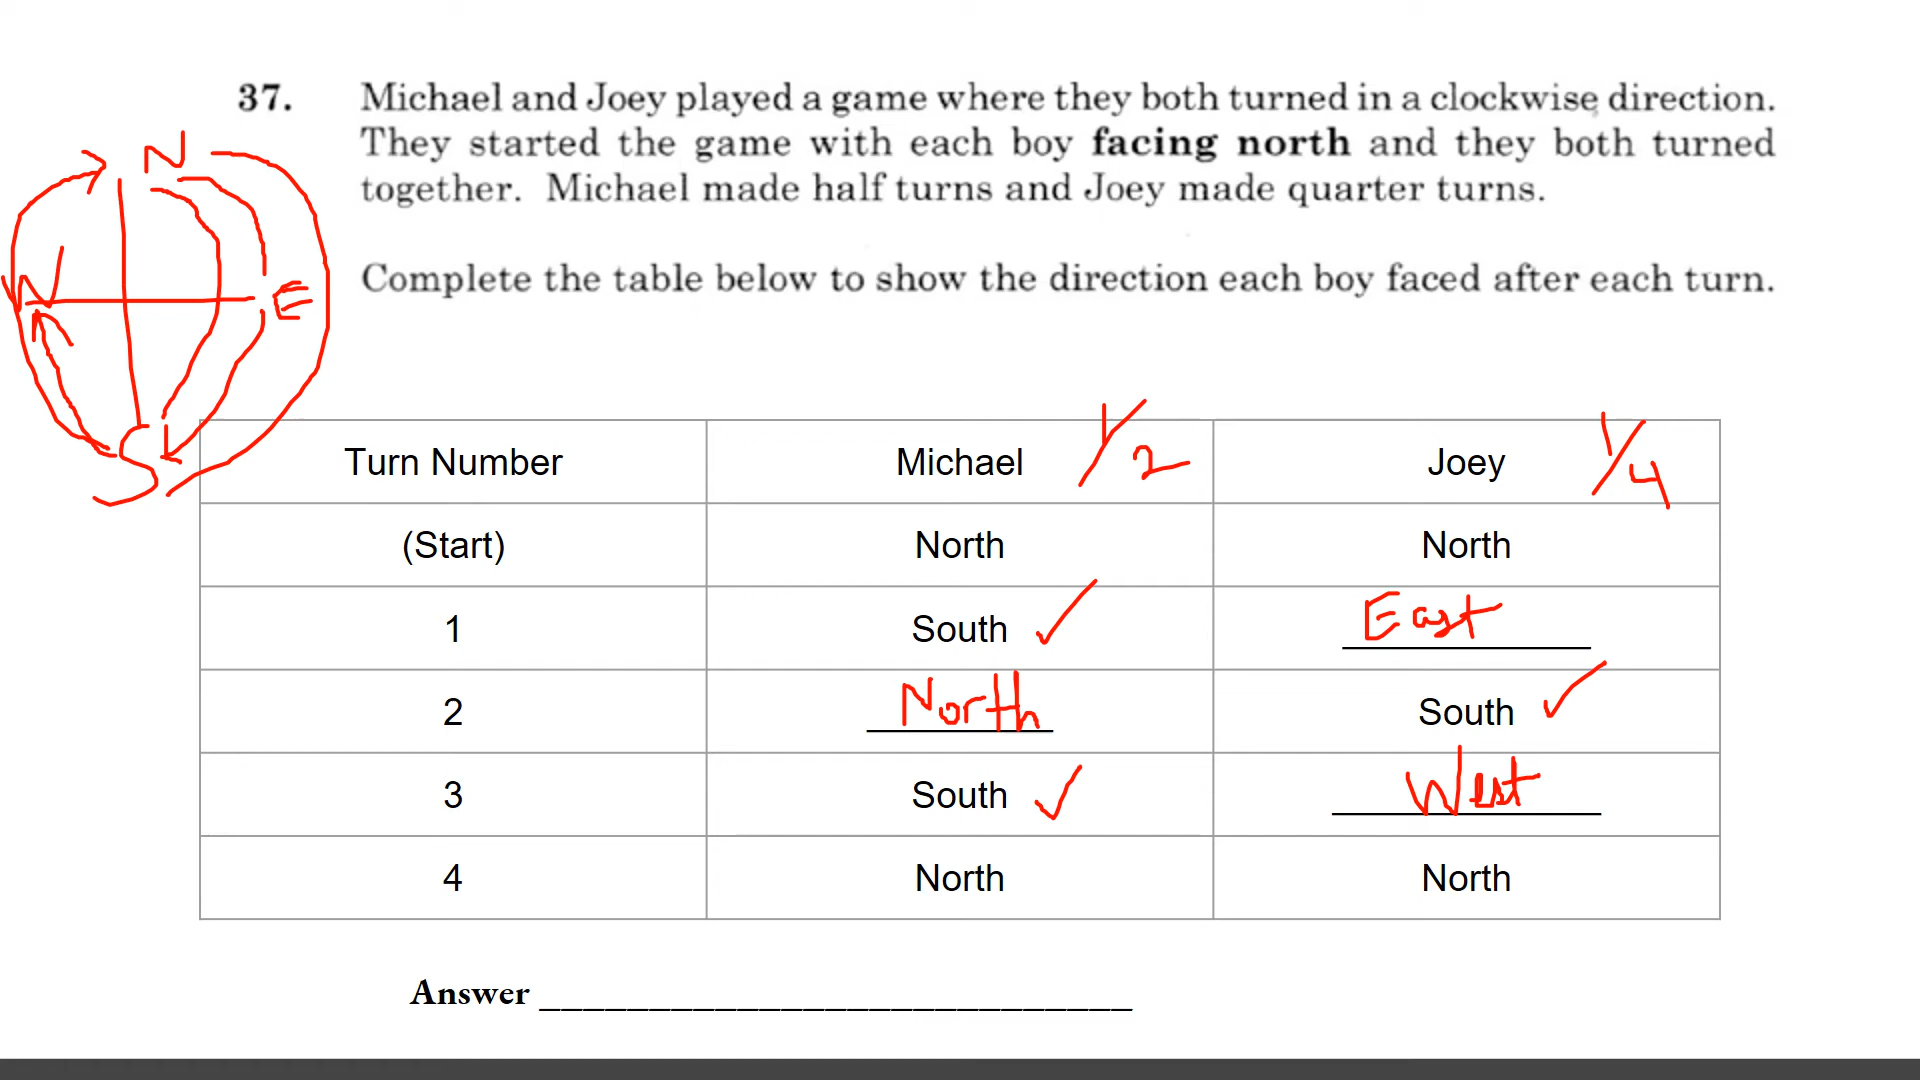 37. Michael and Joey played a game where they both turned in a clockwise direction.
They started the game with each boy facing north and they both turned
together. Michael made half turns and Joey made quarter turns.
Complete the table below to show the direction each boy faced after each turn.
N
W E
S
Turn Number Michael 1/2 Joey 1/4
(Start) North North
1 South East
2 North South
3 South West
4 North North
Answer ____________________________